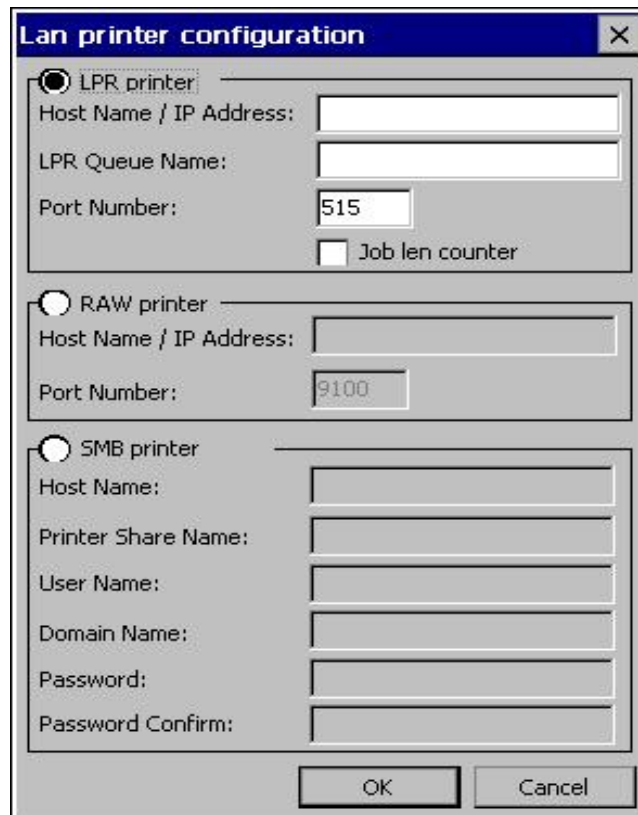 Lan printer configuration
LPR printer
Host Name / IP Address:
LPR Queue Name:
Port Number: 515
Job len counter
RAW printer
Host Name / IP Address:
Port Number: 9100
SMB printer
Host Name:
Printer Share Name:
User Name:
Domain Name:
Password:
Password Confirm:
OK Cancel